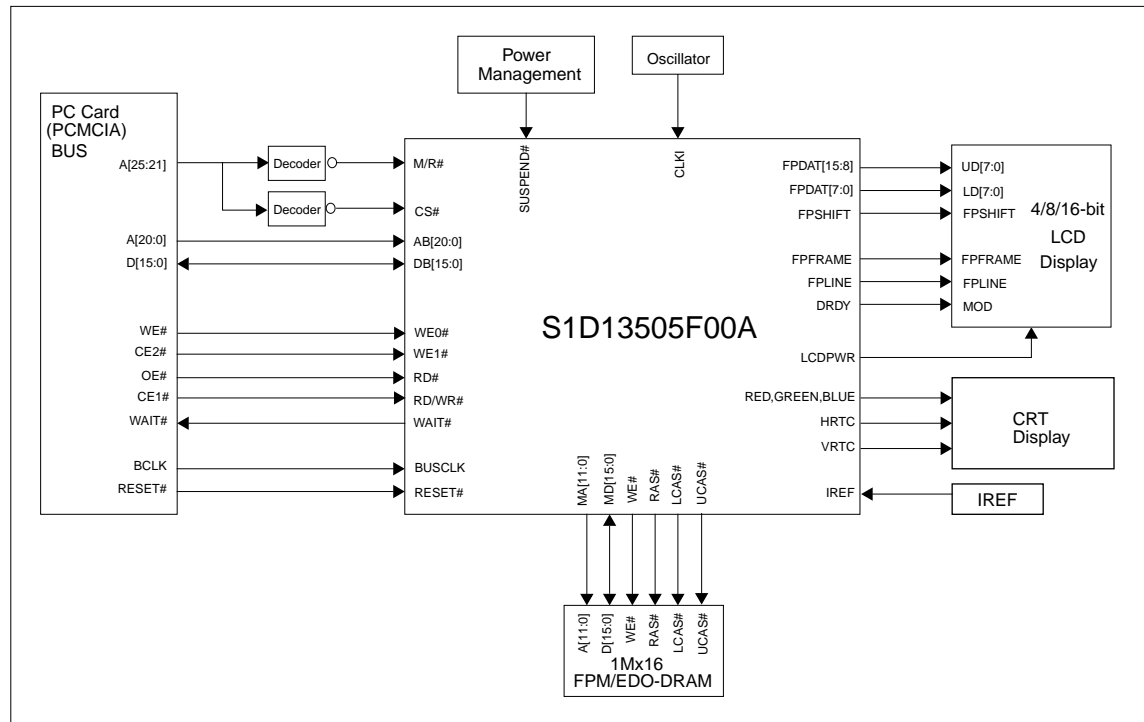 Power
Management
Oscillator
PC Card
(PCMCIA)
BUS
A[25:21]
A[20:0]
D[15:0]
WE#
CE2#
OE#
CE1#
WAIT#
BCLK
RESET#
Decoder
Decoder
SUSPEND#
CLKI
M/R#
CS#
AB[20:0]
DB[15:0]
WE0#
WE1#
RD#
RD/WR#
WAIT#
BUSCLK
RESET#
S1D13505F00A
FPDAT[15:8]
FPDAT[7:0]
FPSHIFT
FPFRAME
FPLINE
DRDY
LCDPWR
RED,GREEN,BLUE
HRTC
VRTC
IREF
UD[7:0]
LD[7:0]
FPSHIFT
FPFRAME
FPLINE
MOD
4/8/16-bit
LCD
Display
CRT
Display
IREF
MA[11:0]
MD[15:0]
WE#
RAS#
LCAS#
UCAS#
A[11:0]
D[15:0]
WE#
RAS#
LCAS#
UCAS#
1Mx16
FPM/EDO-DRAM